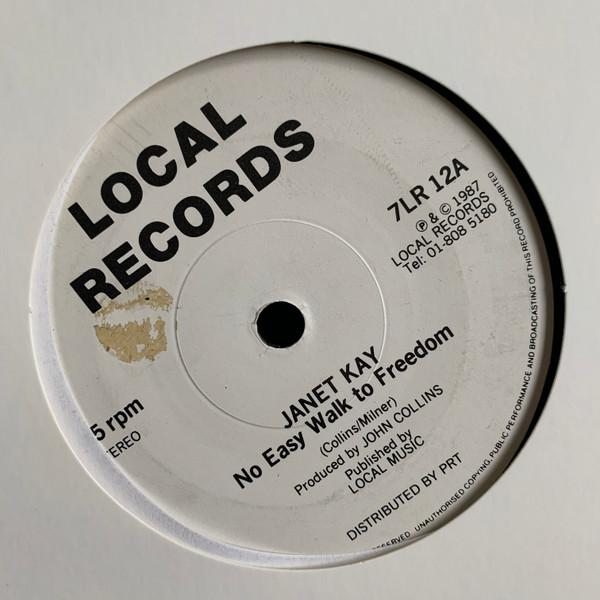 LOCAL
RECORDS
7LR 12A
℗ & © 1987
LOCAL RECORDS
Tel: 01-808 5180
5 rpm
TEREO
JANET KAY
No Easy Walk to Freedom
(Collins/Milner)
Produced by JOHN COLLINS
Published by
LOCAL MUSIC
DISTRIBUTED BY PRT
SERVED UNAUTHORISED COPYING, PUBLIC PERFORMANCE AND BROADCASTING OF THIS RECORD PROHIBITED